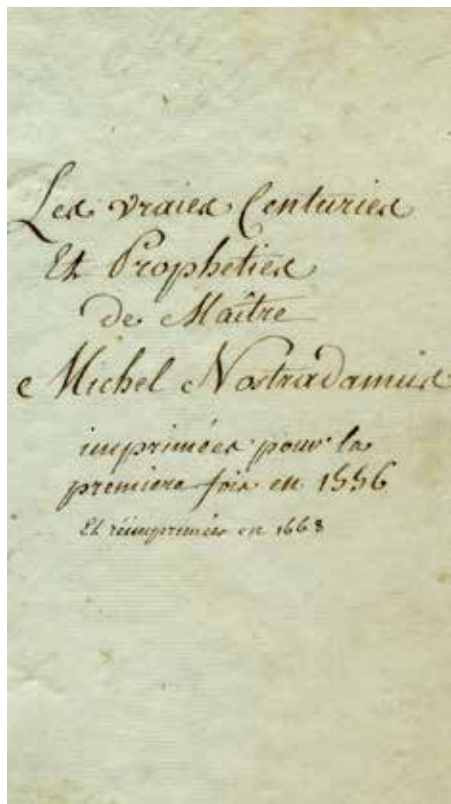 Les vraies Centuries
Et Propheties
de Maître
Michel Nostradamus
imprimées pour la
premiere fois en 1556
Et réimprimées en 1668